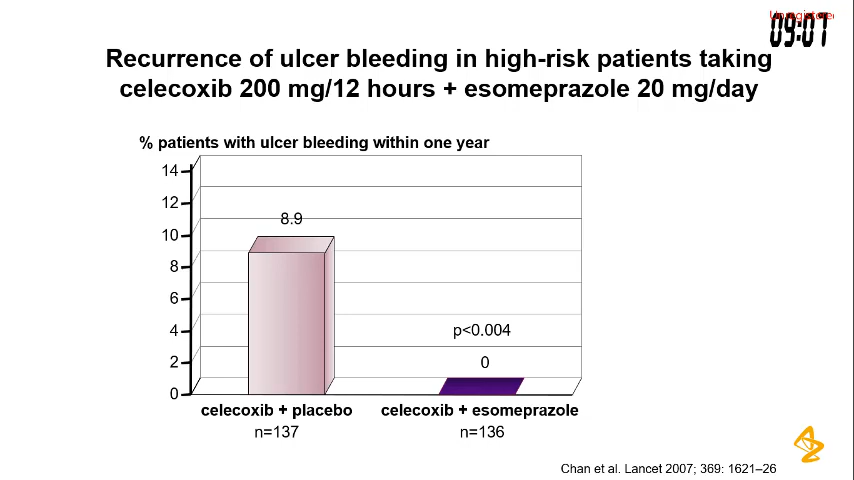 Unregistered
09:07
Recurrence of ulcer bleeding in high-risk patients taking
celecoxib 200 mg/12 hours + esomeprazole 20 mg/day
% patients with ulcer bleeding within one year
14
12
10
8
6
4
2
0
8.9
p<0.004
0
celecoxib + placebo
celecoxib + esomeprazole
n=137
n=136
Chan et al. Lancet 2007; 369: 1621–26